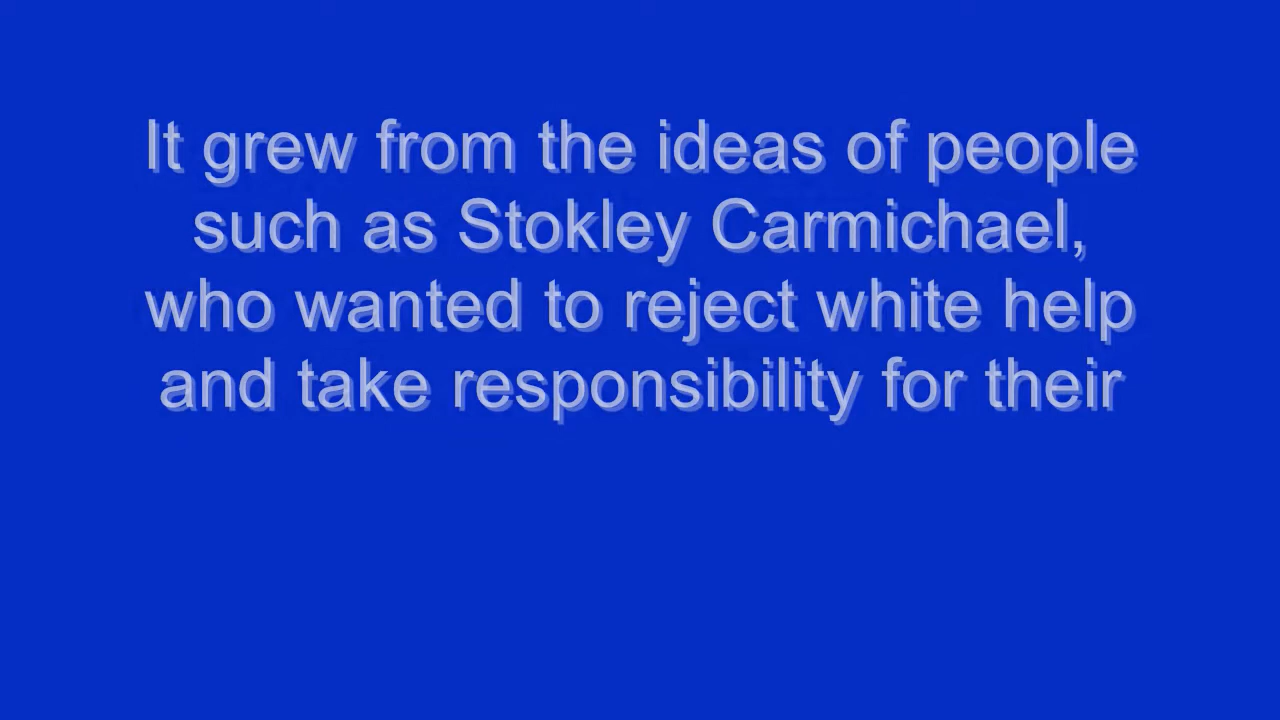 It grew from the ideas of people
such as Stokley Carmichael,
who wanted to reject white help
and take responsibility for their